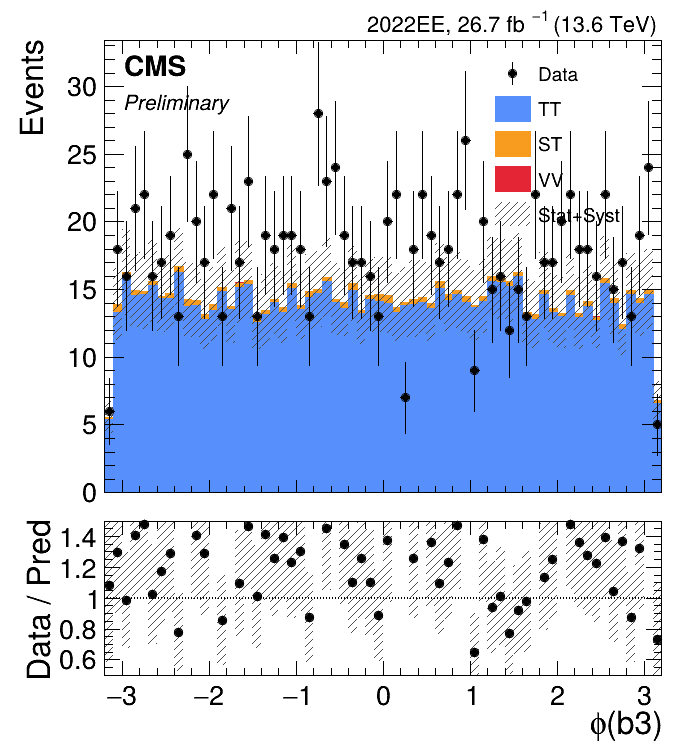 2022EE, 26.7 fb⁻¹ (13.6 TeV)
Events
CMS
Preliminary
Data
TT
ST
VV
Stat+Syst
30
25
20
15
10
5
0
Data / Pred
1.4
1.2
1
0.8
0.6
−3 −2 −1 0 1 2 3
ϕ(b3)